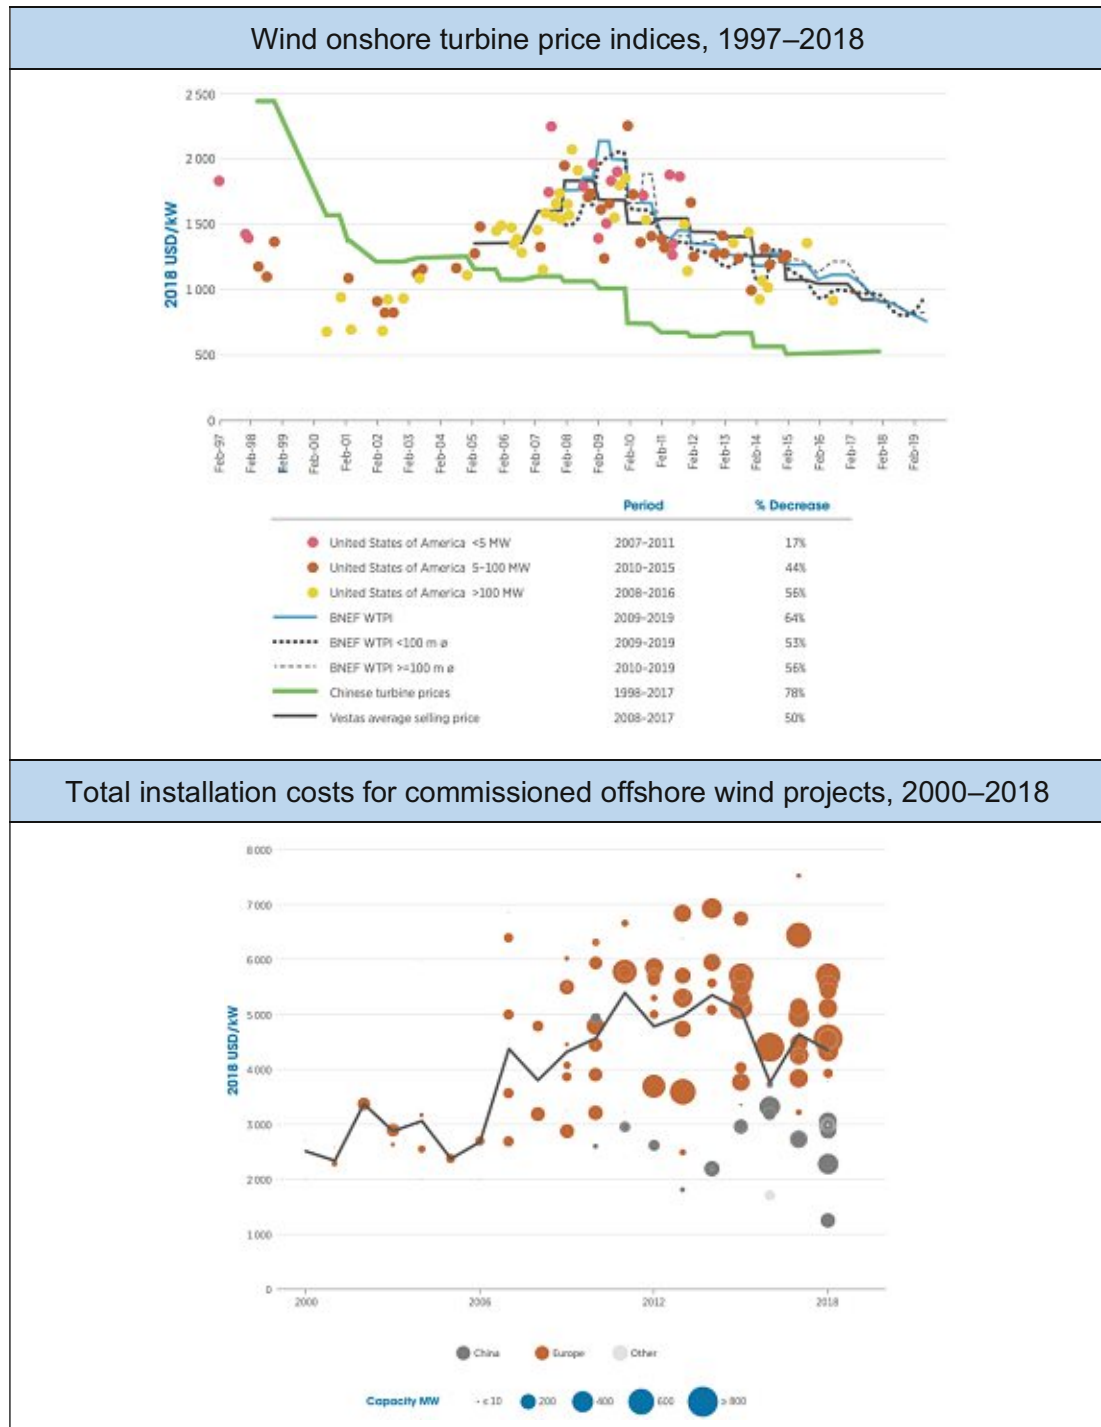 Wind onshore turbine price indices, 1997–2018
2 500
2 000
1 500
1 000
500
0
2018 USD/kW
Feb-97
Feb-98
Feb-99
Feb-00
Feb-01
Feb-02
Feb-03
Feb-04
Feb-05
Feb-06
Feb-07
Feb-08
Feb-09
Feb-10
Feb-11
Feb-12
Feb-13
Feb-14
Feb-15
Feb-16
Feb-17
Feb-18
Feb-19
Period % Decrease
United States of America <5 MW 2007–2011 17%
United States of America 5–100 MW 2010–2015 44%
United States of America >100 MW 2008–2016 56%
BNEF WTPI 2009–2019 64%
BNEF WTPI <100 m ø 2009–2019 53%
BNEF WTPI >=100 m ø 2010–2019 56%
Chinese turbine prices 1998–2017 78%
Vestas average selling price 2008–2017 50%
Total installation costs for commissioned offshore wind projects, 2000–2018
8 000
7 000
6 000
5 000
4 000
3 000
2 000
1 000
0
2018 USD/kW
2000 2006 2012 2018
China Europe Other
Capacity MW ≤ 10 200 400 600 ≥ 800